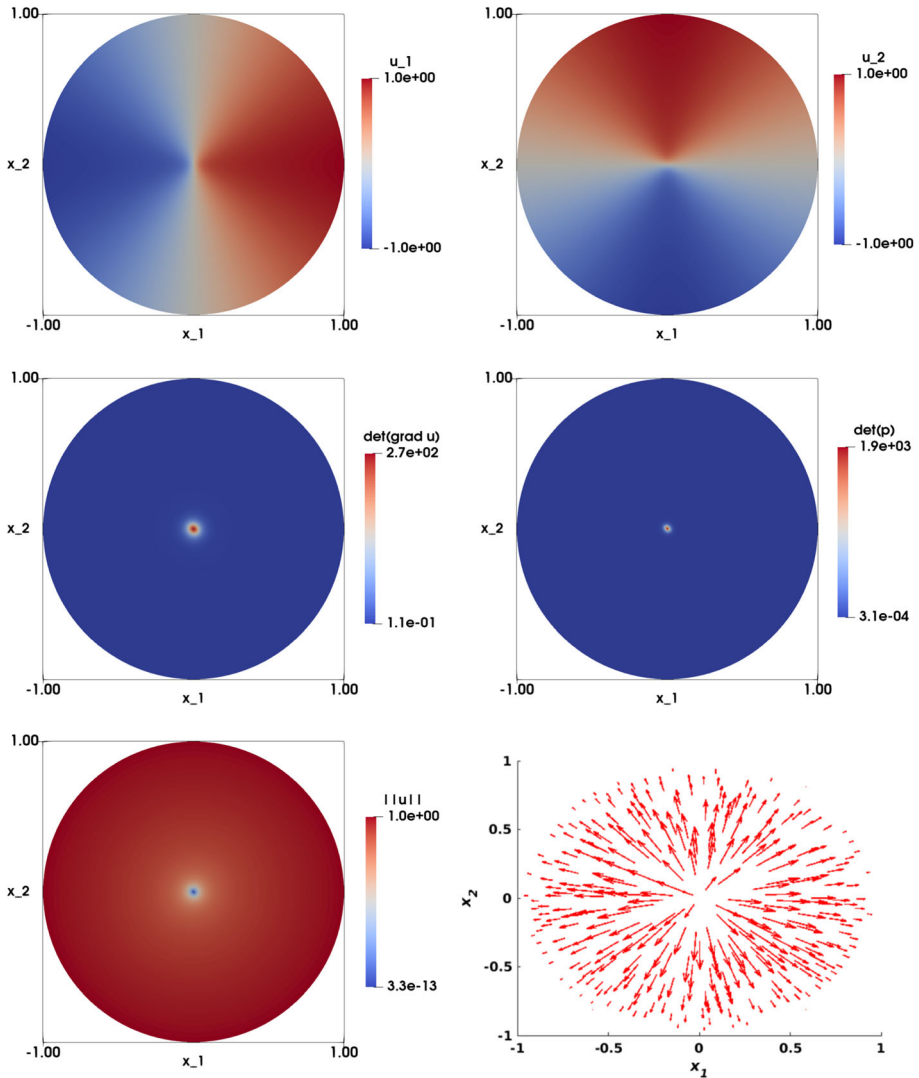 1.00
u_1
1.0e+00
x_2
-1.0e+00
-1.00
1.00
x_1
1.00
u_2
1.0e+00
x_2
-1.0e+00
-1.00
1.00
x_1
1.00
det(grad u)
2.7e+02
x_2
1.1e-01
-1.00
1.00
x_1
1.00
det(p)
1.9e+03
x_2
3.1e-04
-1.00
1.00
x_1
1.00
||u||
1.0e+00
x_2
3.3e-13
-1.00
1.00
x_1
1
0.5
0
-0.5
-1
x_2
-1
-0.5
0
0.5
1
x_1